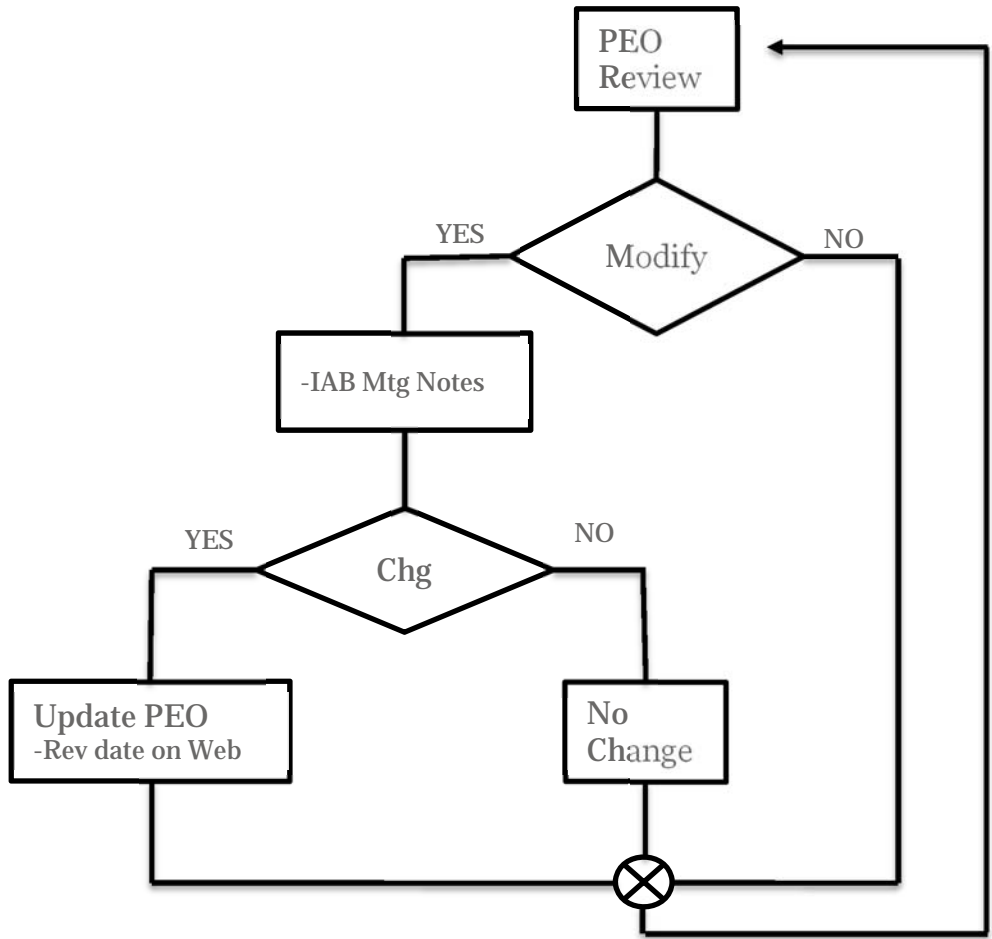 PEO
Review
YES
NO
Modify
-IAB Mtg Notes
YES
NO
Chg
Update PEO
-Rev date on Web
No
Change